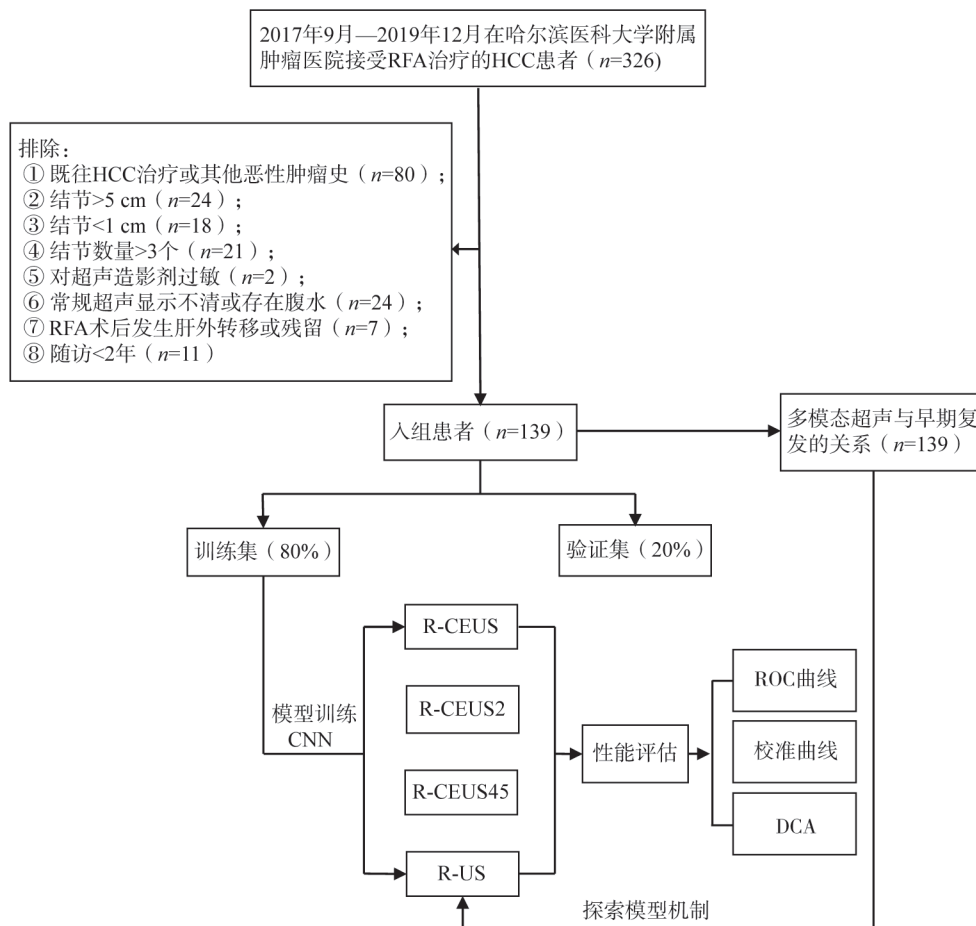 2017年9月—2019年12月在哈尔滨医科大学附属
肿瘤医院接受RFA治疗的HCC患者（n=326)
排除：
① 既往HCC治疗或其他恶性肿瘤史（n=80）；
② 结节>5 cm（n=24）；
③ 结节<1 cm（n=18）；
④ 结节数量>3个（n=21）；
⑤ 对超声造影剂过敏（n=2）；
⑥ 常规超声显示不清或存在腹水（n=24）；
⑦ RFA术后发生肝外转移或残留（n=7）；
⑧ 随访<2年（n=11）
入组患者（n=139）
多模态超声与早期复
发的关系（n=139）
训练集（80%）
验证集（20%）
模型训练
CNN
R-CEUS
R-CEUS2
R-CEUS45
R-US
性能评估
ROC曲线
校准曲线
DCA
探索模型机制